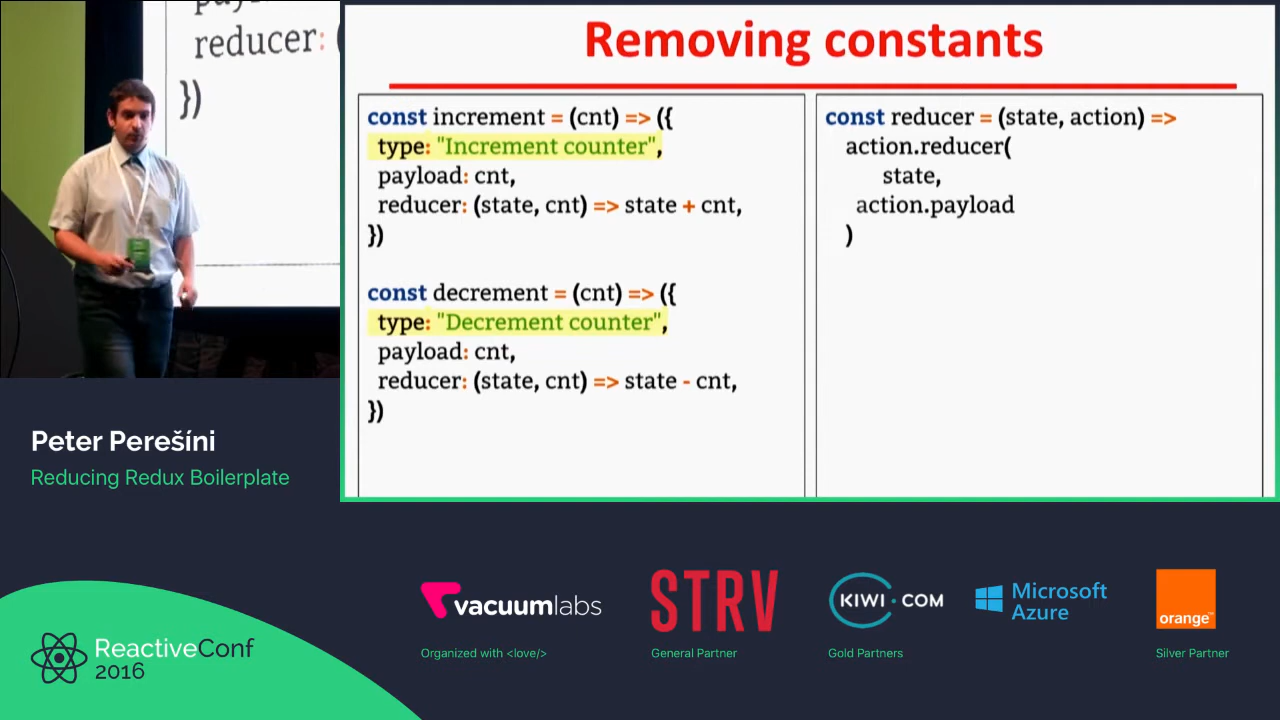 reducer:
})
Removing constants
const increment = (cnt) => ({
type: "Increment counter",
payload: cnt,
reducer: (state, cnt) => state + cnt,
})
const decrement = (cnt) => ({
type: "Decrement counter",
payload: cnt,
reducer: (state, cnt) => state - cnt,
})
const reducer = (state, action) =>
action.reducer(
state,
action.payload
)
Peter Perešíni
Reducing Redux Boilerplate
ReactiveConf
2016
vacuumlabs
Organized with <love/>
STRV
General Partner
KIWI.COM
Gold Partners
Microsoft
Azure
orange™
Silver Partner